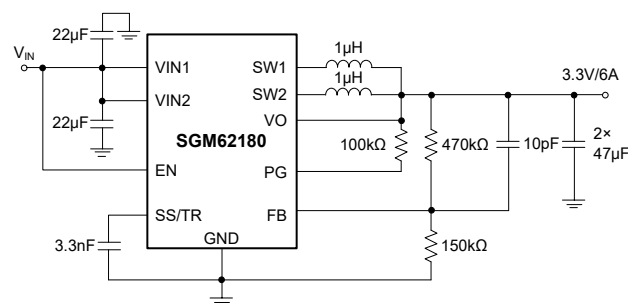 22μF
V_IN
22μF
VIN1
VIN2
EN
SS/TR
3.3nF
SGM62180
GND
SW1
SW2
VO
PG
FB
1μH
1μH
100kΩ
470kΩ
10pF
2×
47μF
150kΩ
3.3V/6A